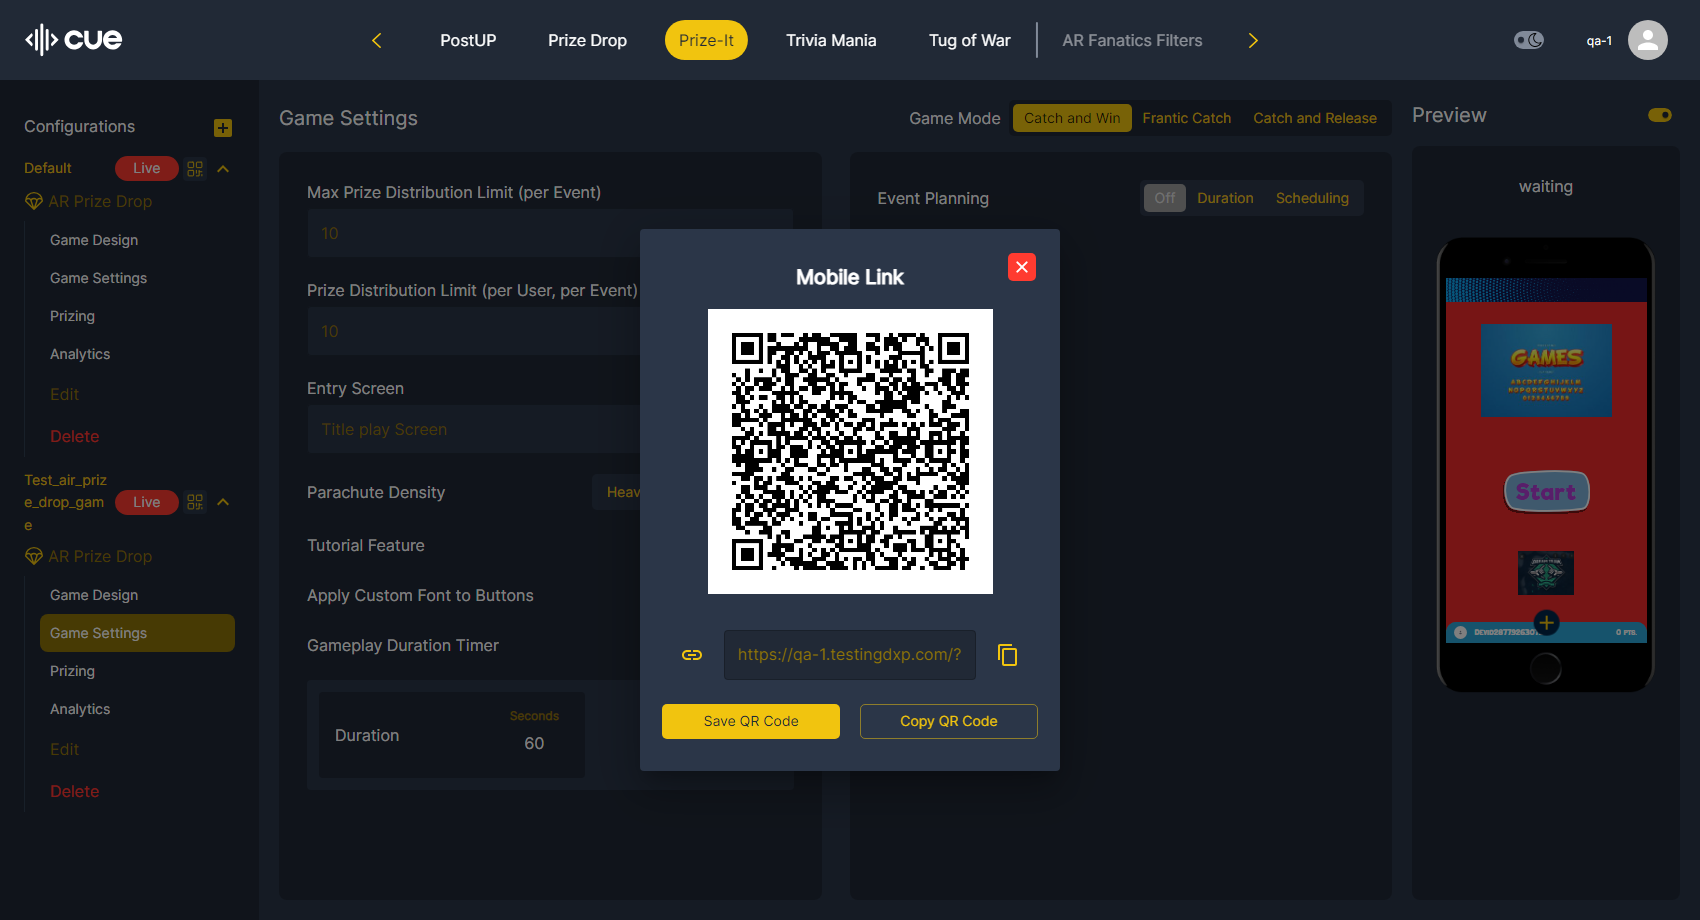 cue
PostUP
Prize Drop
Prize-It
Trivia Mania
Tug of War
AR Fanatics Filters
qa-1
Configurations
Default
Live
AR Prize Drop
Game Design
Game Settings
Prizing
Analytics
Edit
Delete
Test_air_priz
e_drop_gam
e
Live
AR Prize Drop
Game Design
Game Settings
Prizing
Analytics
Edit
Delete
Game Settings
Game Mode
Catch and Win
Frantic Catch
Catch and Release
Max Prize Distribution Limit (per Event)
10
Prize Distribution Limit (per User, per Event)
10
Entry Screen
Title play Screen
Parachute Density
Heav
Tutorial Feature
Apply Custom Font to Buttons
Gameplay Duration Timer
Duration
Seconds
60
Event Planning
Off
Duration
Scheduling
Mobile Link
https://qa-1.testingdxp.com/?
Save QR Code
Copy QR Code
Preview
waiting
GAMES
ABCDEFGHIJKLM
NOPQRSTUVWXYZ
Start
0 PTS.